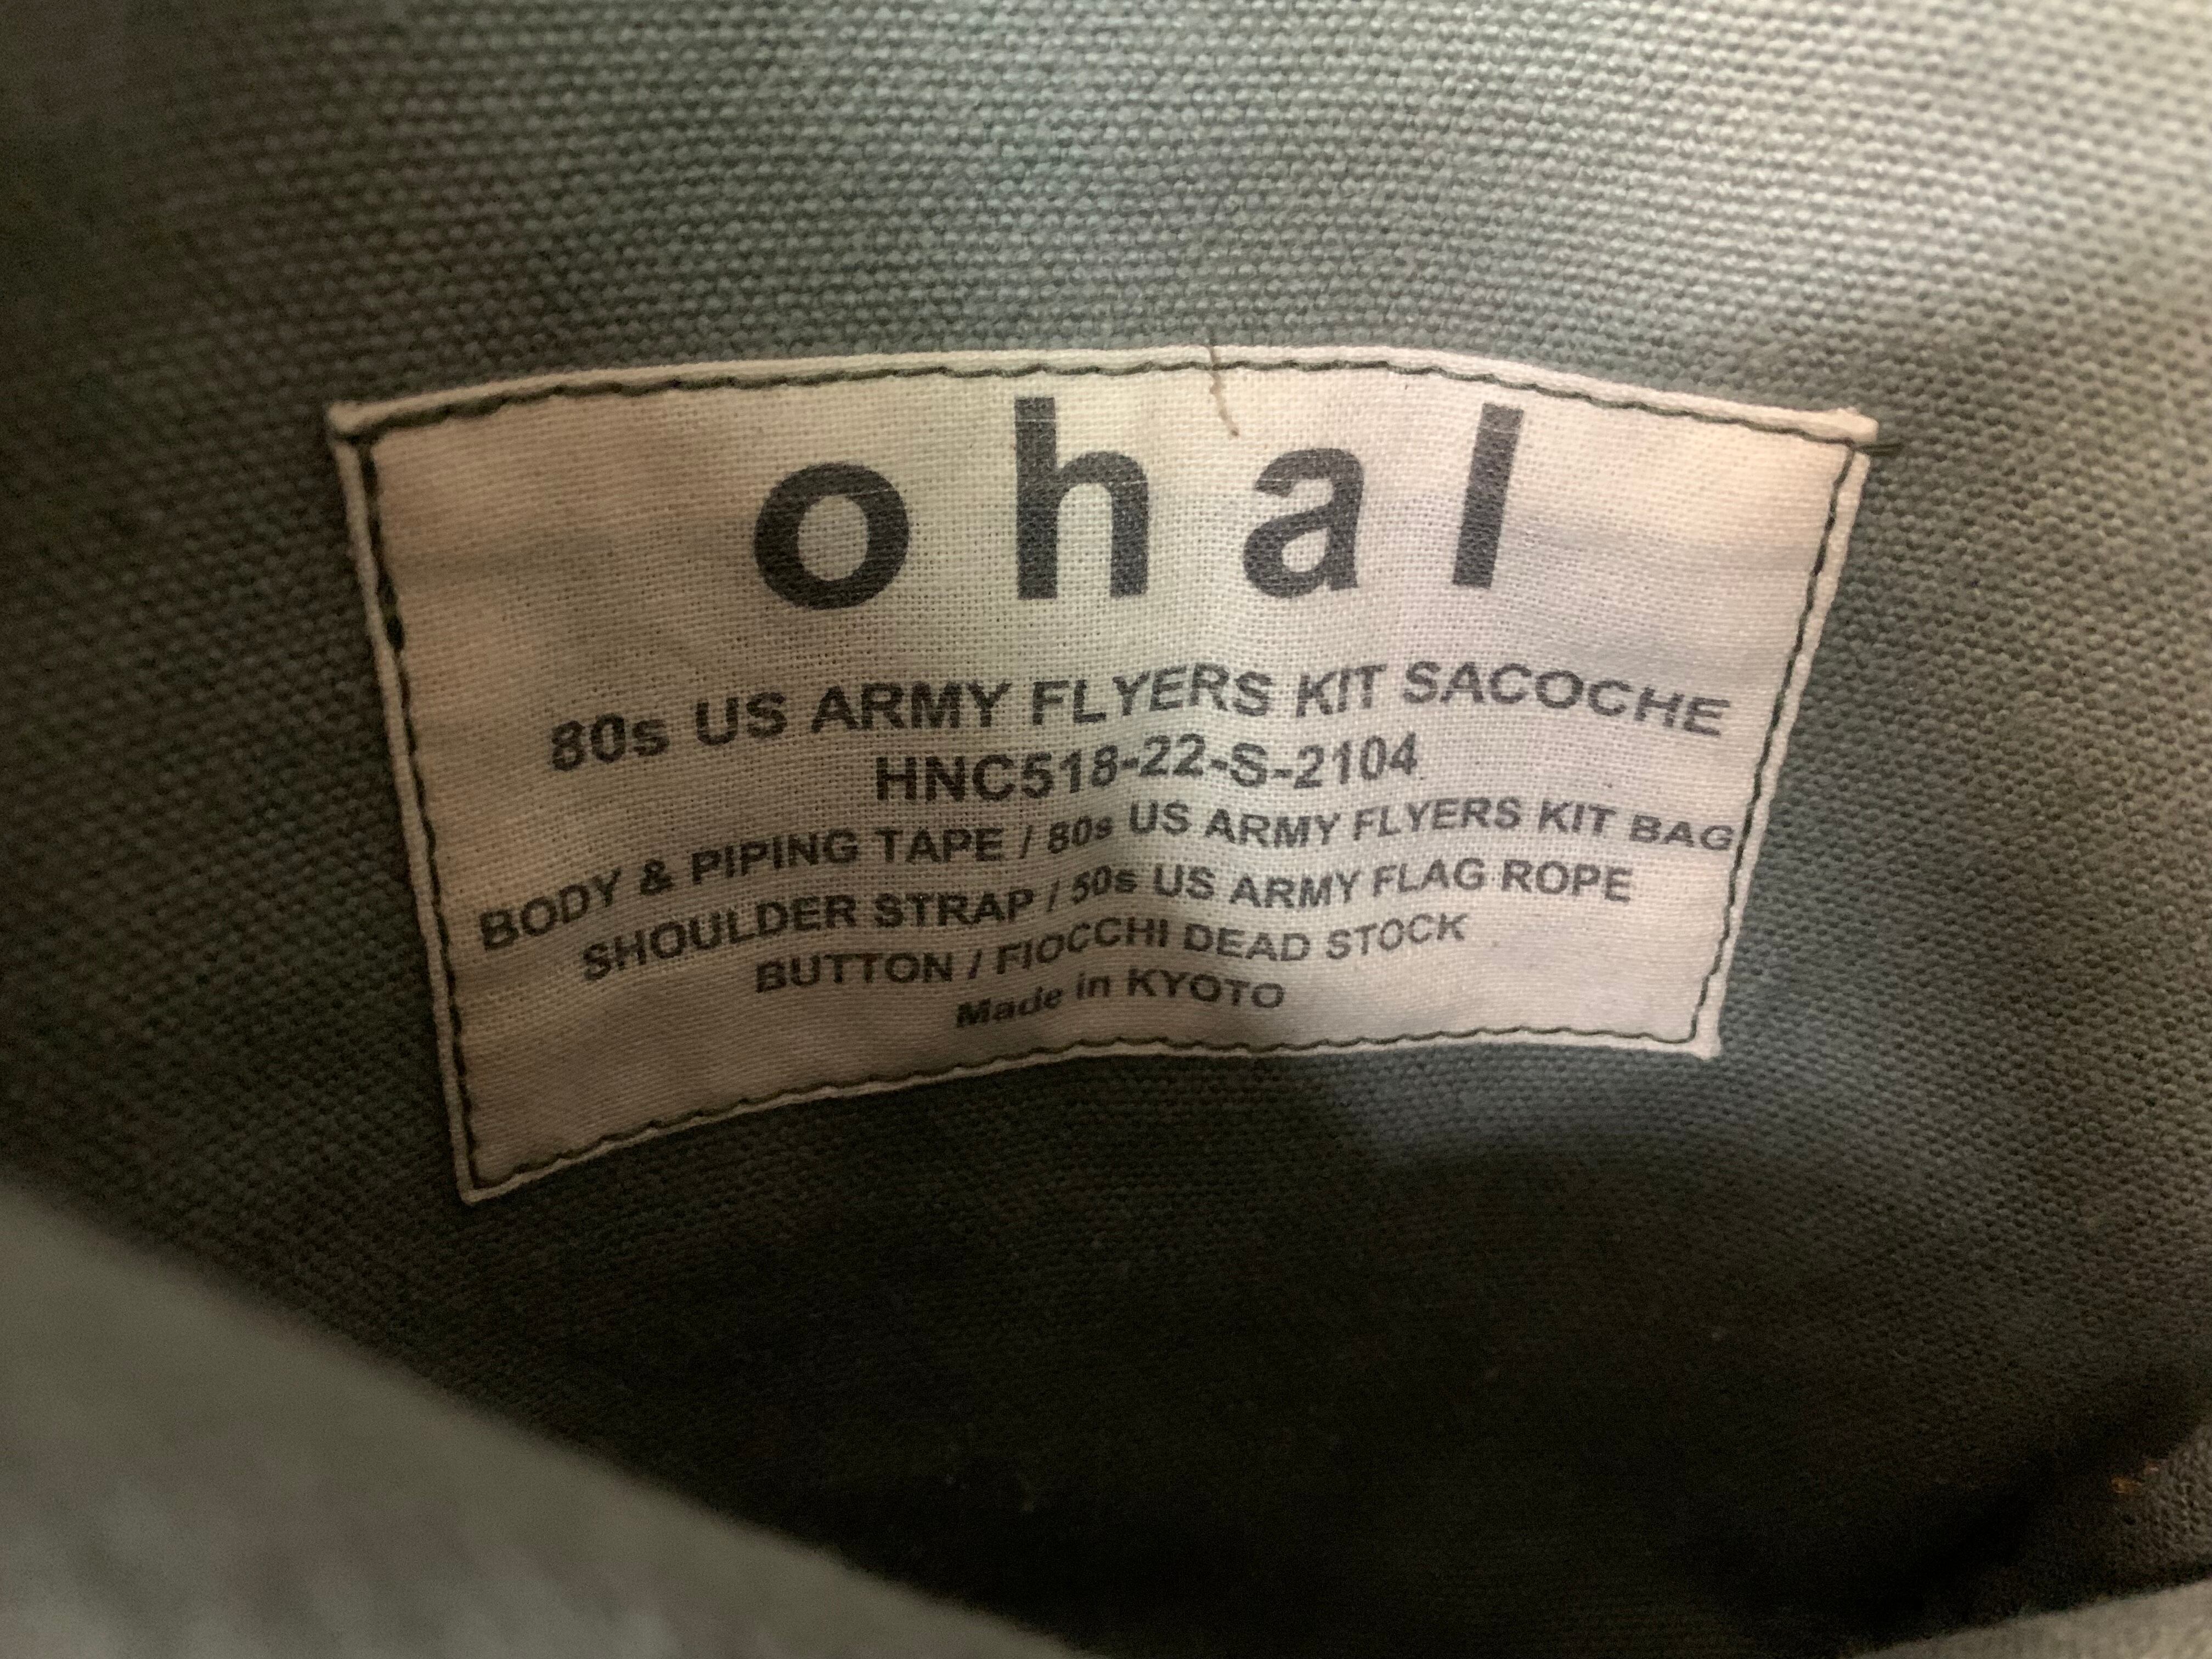 ohal
80s US ARMY FLYERS KIT SACOCHE
HNC518-22-S-2104
BODY & PIPING TAPE / 80s US ARMY FLYERS KIT BAG
SHOULDER STRAP / 50s US ARMY FLAG ROPE
BUTTON / FIOCCHI DEAD STOCK
Made in KYOTO